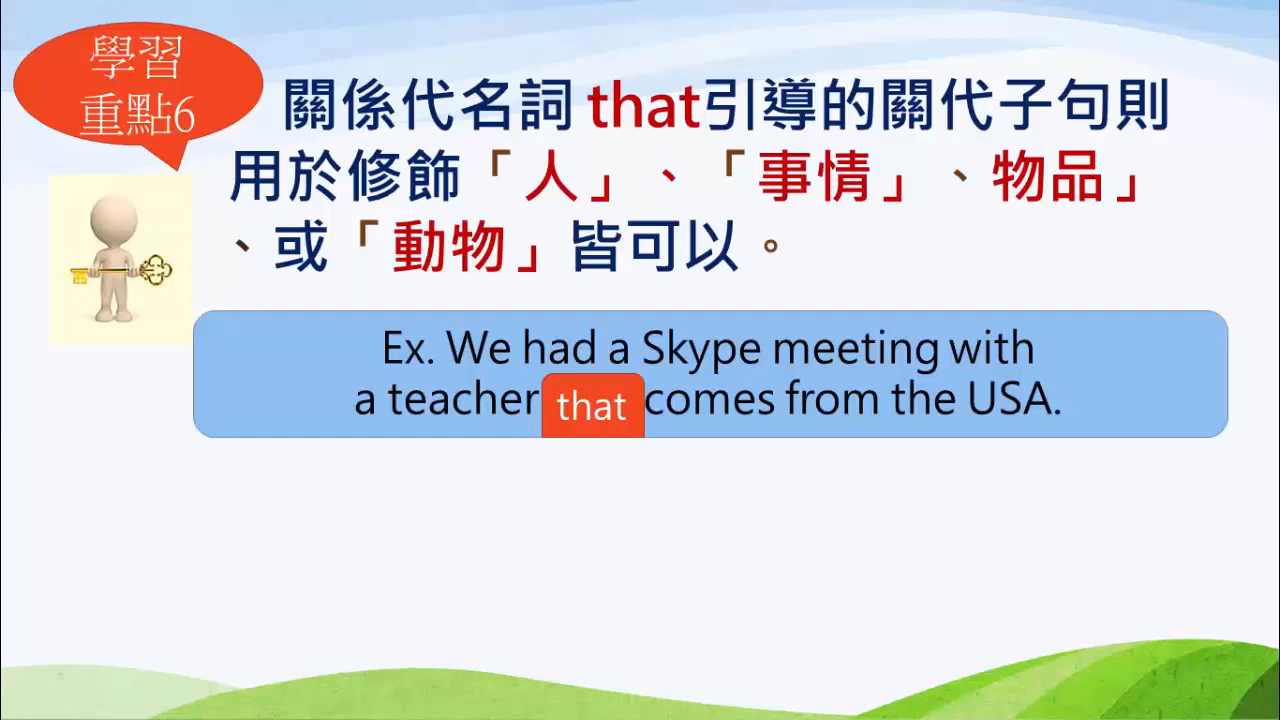 學習
重點6
關係代名詞 that引導的關代子句則
用於修飾「人」、「事情」、物品」
、或「動物」皆可以。
Ex. We had a Skype meeting with
a teacher that comes from the USA.